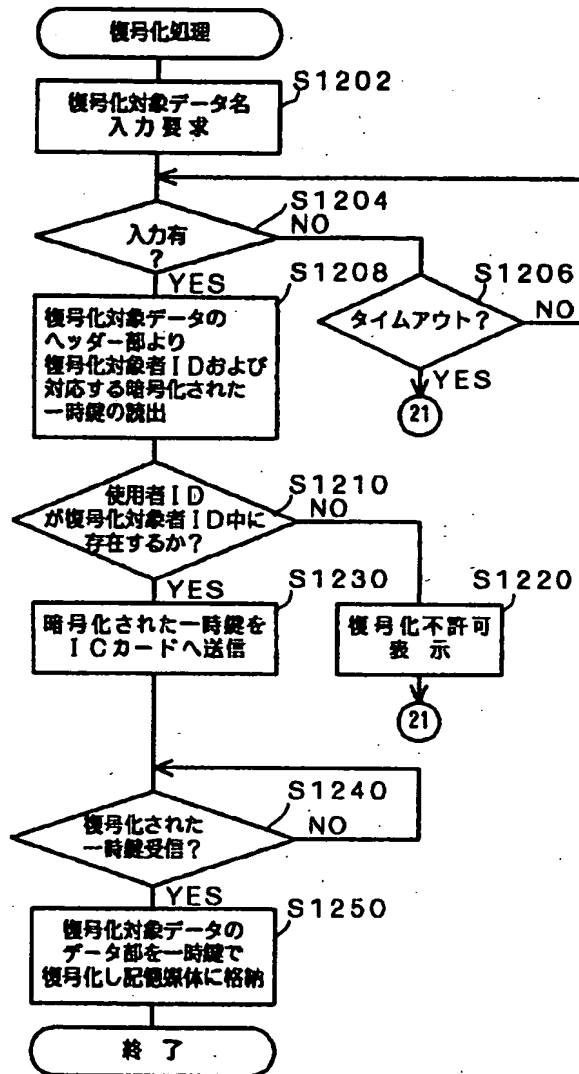 復号化処理
S1202
復号化対象データ名
入力要求
S1204
入力有
?
NO
YES
S1206
タイムアウト?
NO
YES
21
S1208
復号化対象データの
ヘッダー部より
復号化対象者IDおよび
対応する暗号化された
一時鍵の読出
S1210
使用者ID
が復号化対象者ID中に
存在するか?
NO
YES
S1220
復号化不許可
表示
21
S1230
暗号化された一時鍵を
ICカードへ送信
S1240
復号化された
一時鍵受信?
NO
YES
S1250
復号化対象データの
データ部を一時鍵で
復号化し記憶媒体に格納
終了